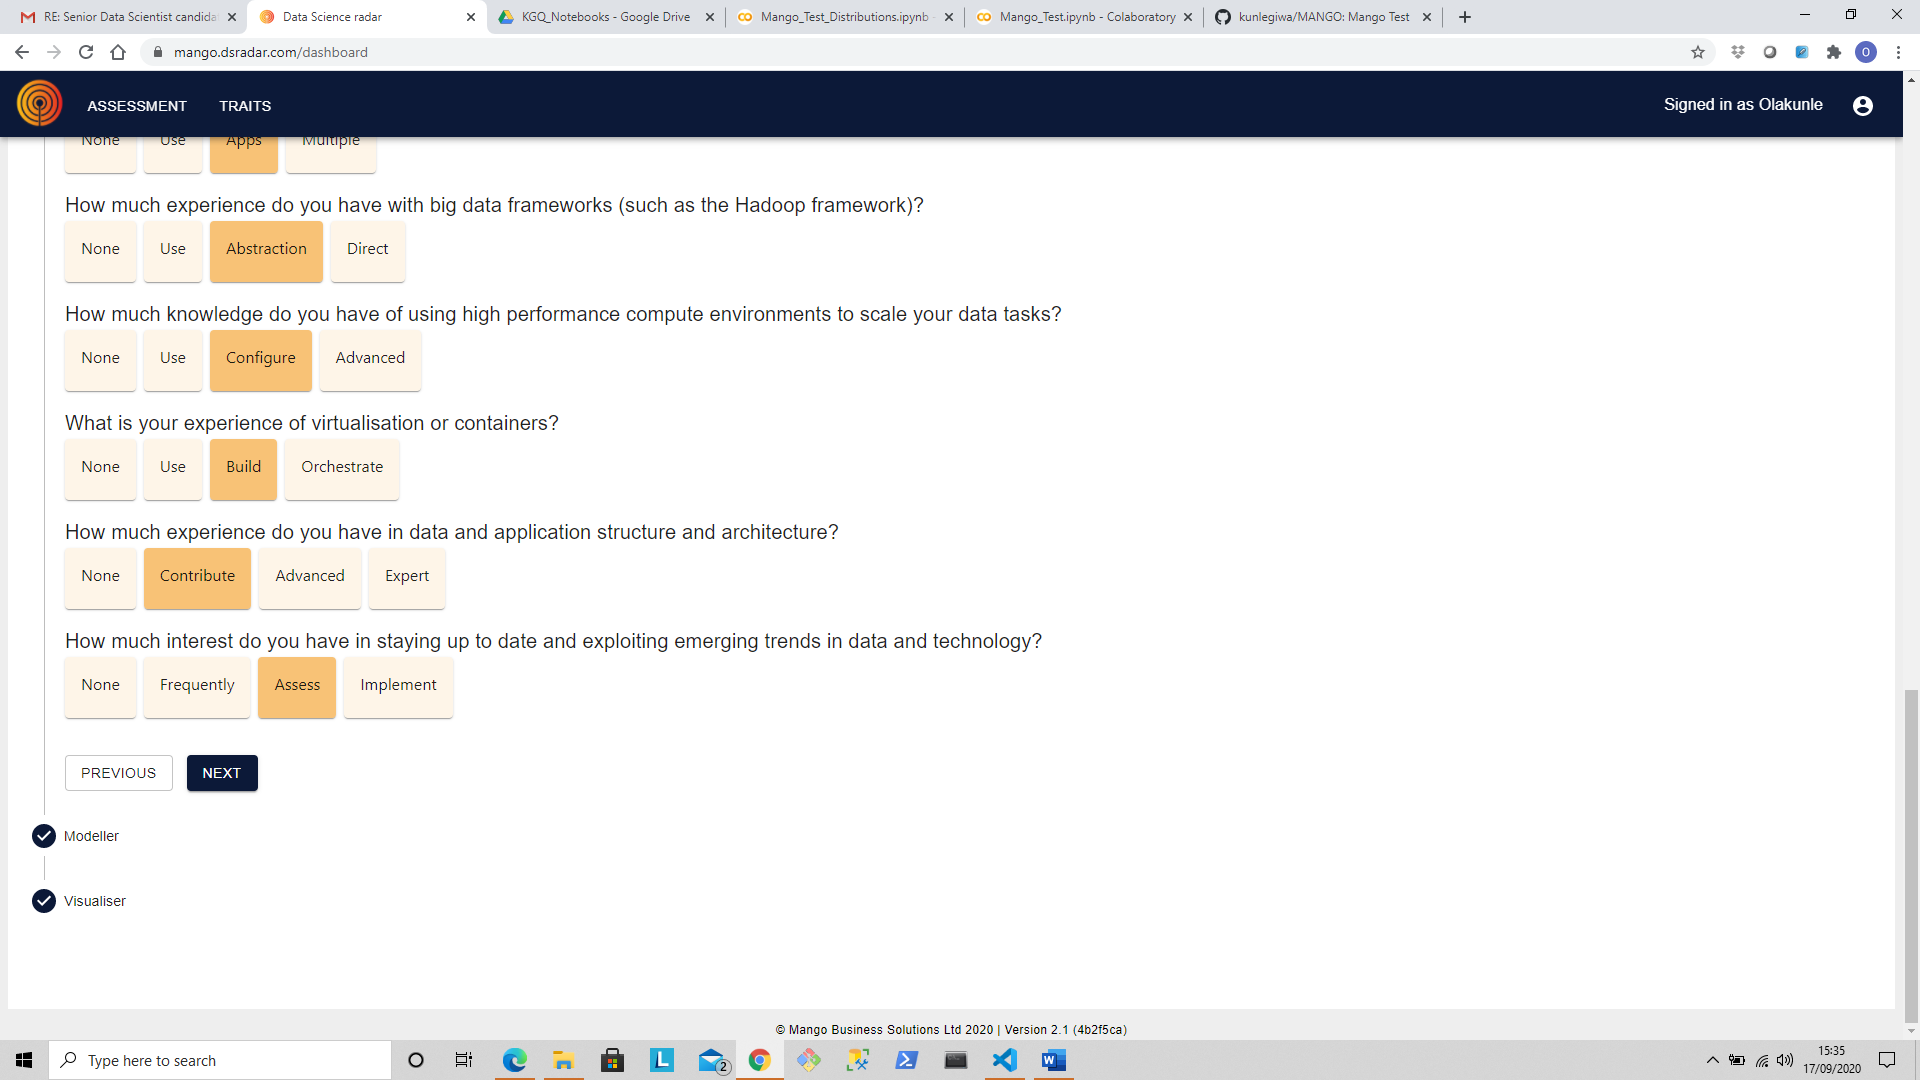 RE: Senior Data Scientist candida
Data Science radar
KGQ_Notebooks - Google Drive
Mango_Test_Distributions.ipynb
Mango_Test.ipynb - Colaboratory
kunlegiwa/MANGO: Mango Test
mango.dsradar.com/dashboard
O
ASSESSMENT TRAITS
Signed in as Olakunle
None Use Apps Multiple
How much experience do you have with big data frameworks (such as the Hadoop framework)?
None Use Abstraction Direct
How much knowledge do you have of using high performance compute environments to scale your data tasks?
None Use Configure Advanced
What is your experience of virtualisation or containers?
None Use Build Orchestrate
How much experience do you have in data and application structure and architecture?
None Contribute Advanced Expert
How much interest do you have in staying up to date and exploiting emerging trends in data and technology?
None Frequently Assess Implement
PREVIOUS NEXT
Modeller
Visualiser
© Mango Business Solutions Ltd 2020 | Version 2.1 (4b2f5ca)
Type here to search
L
2
W
15:35
17/09/2020